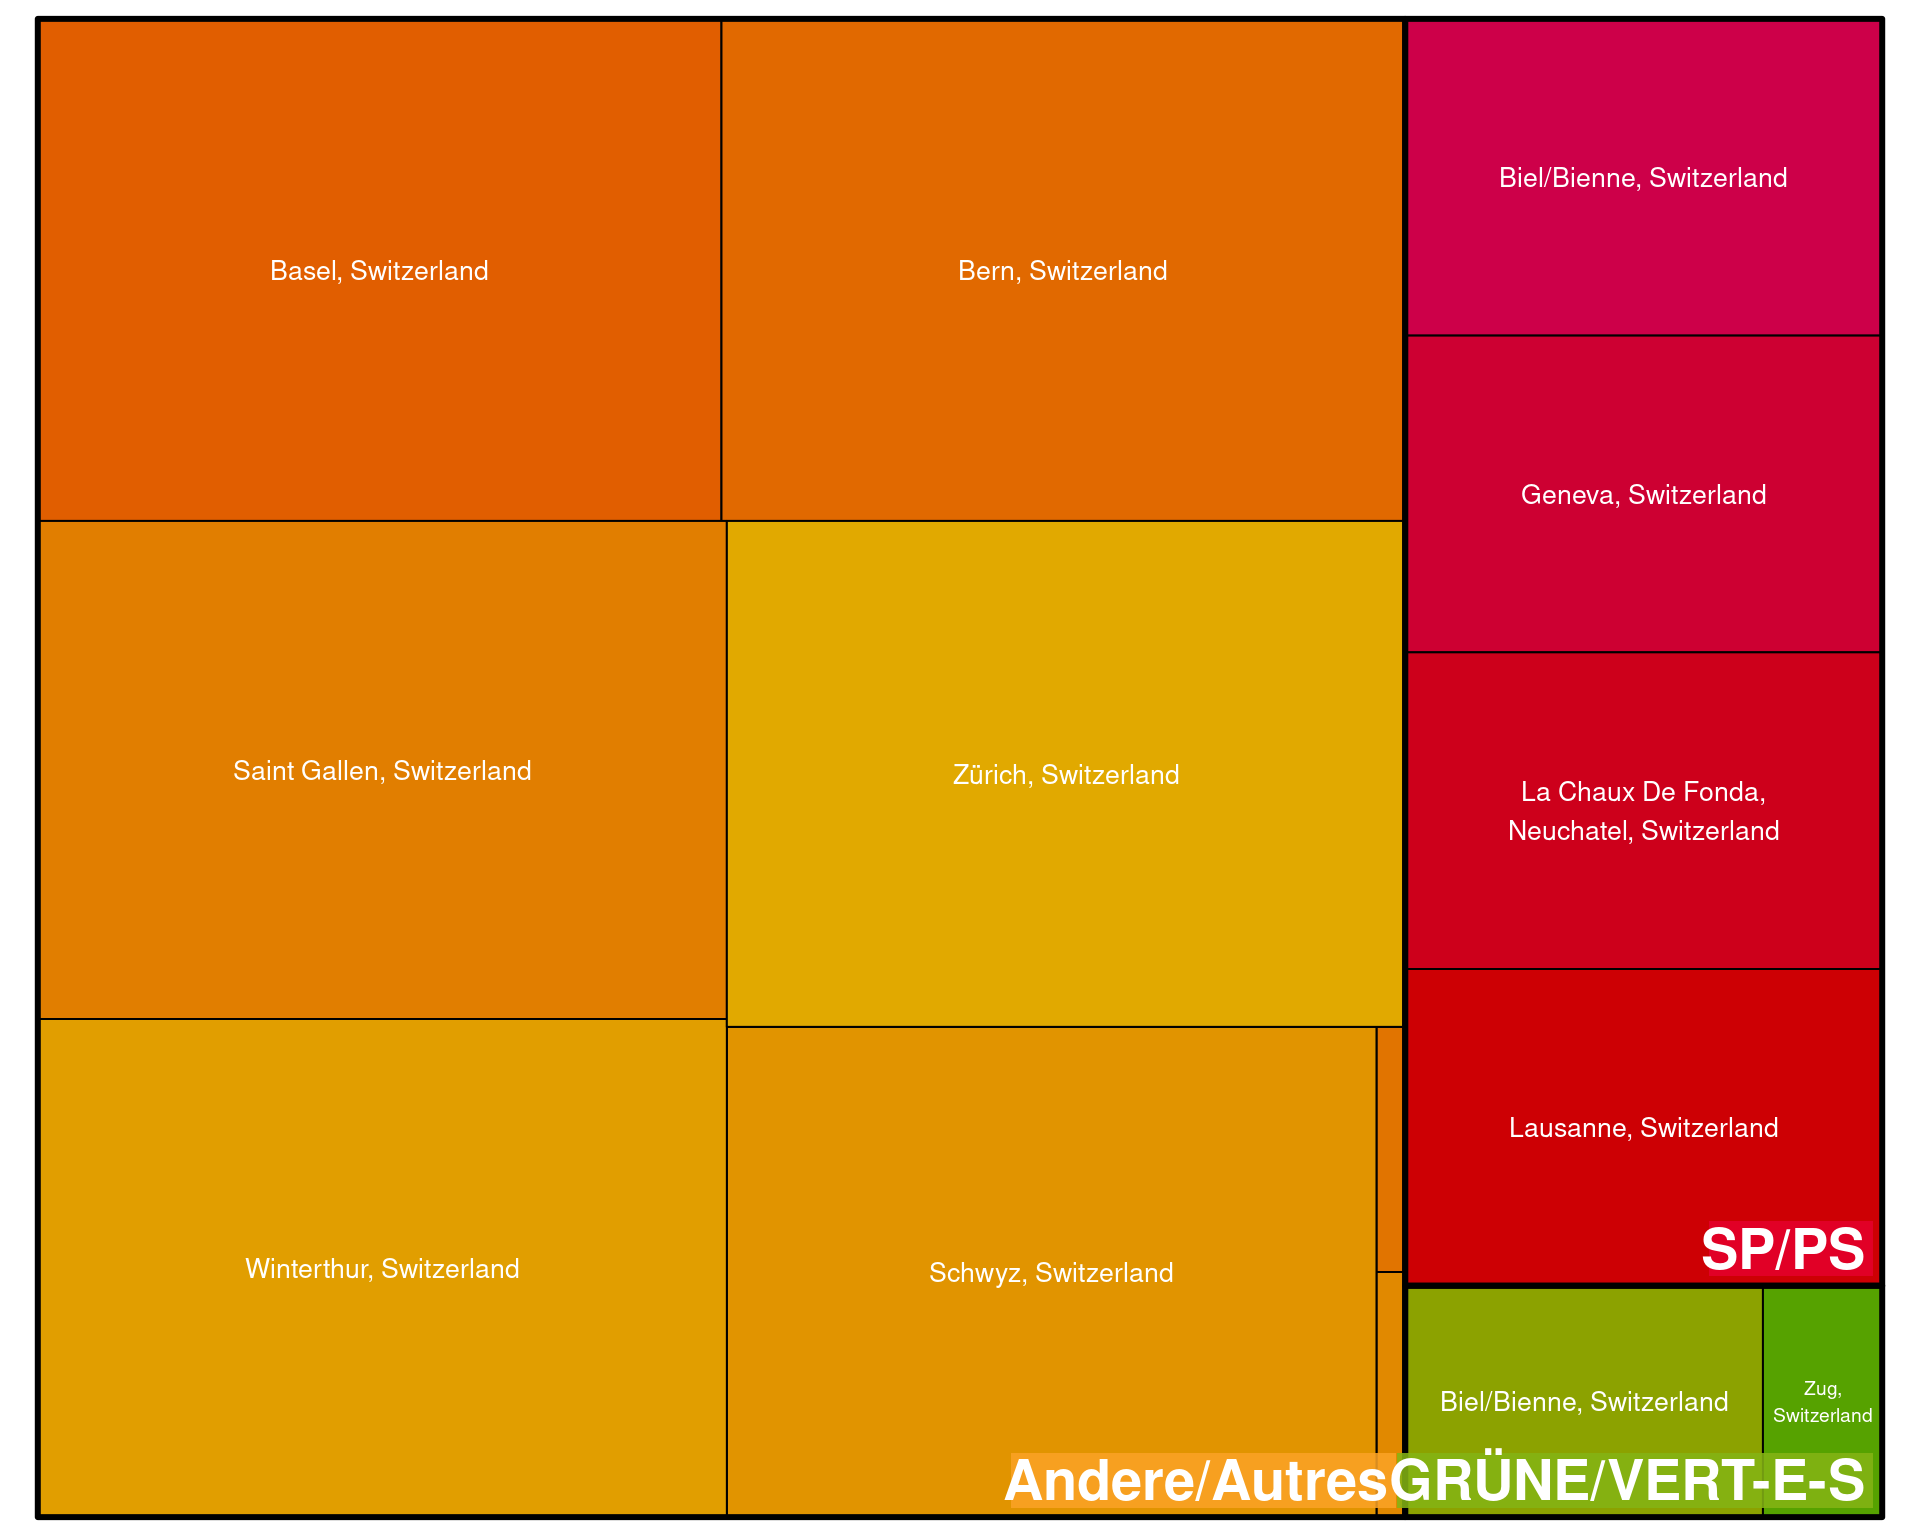 Basel, Switzerland
Bern, Switzerland
Biel/Bienne, Switzerland
Geneva, Switzerland
Saint Gallen, Switzerland
Zürich, Switzerland
La Chaux De Fonda,
Neuchatel, Switzerland
Lausanne, Switzerland
SP/PS
Winterthur, Switzerland
Schwyz, Switzerland
Biel/Bienne, Switzerland
Zug,
Switzerland
Andere/Autres
GRÜNE/VERT-E-S